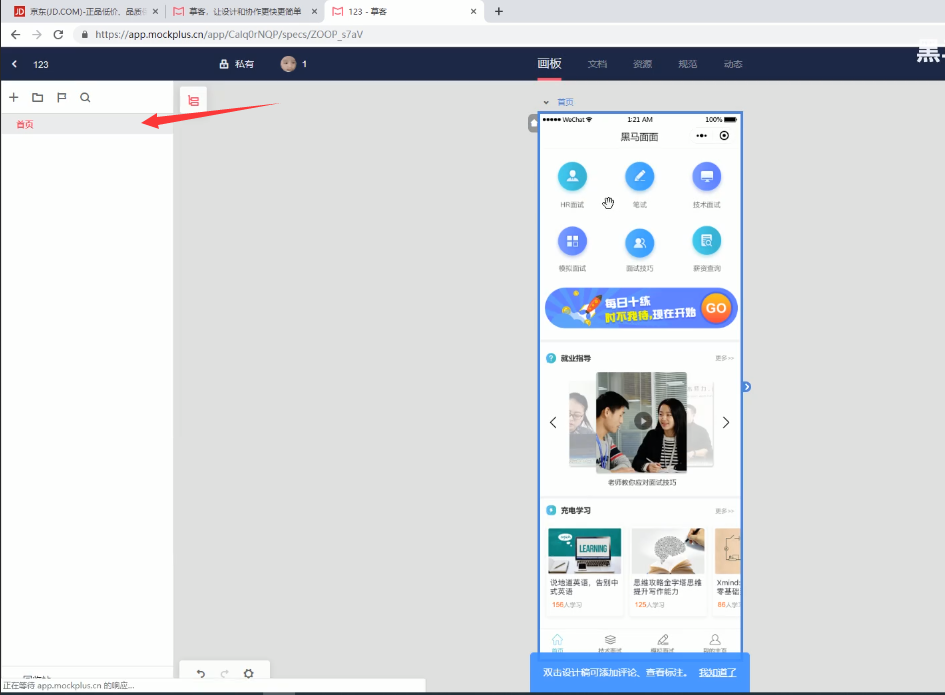 京东(JD.COM)-正品低价、品质
摹客，让设计和协作更快更简单
123 - 摹客
https://app.mockplus.cn/app/CaIq0rNQP/specs/ZOOP_s7aV
黑
123
私有
1
画板
文档
资源
规范
动态
首页
首页
WeChat
1:21 AM
100%
黑马面面
HR面试
笔试
技术面试
模拟面试
面试技巧
薪资查询
每日十练
时不我待,现在开始
GO
就业指导
更多>>
老师教你应对面试技巧
充电学习
更多>>
LEARNING
说地道英语，告别中
式英语
156人学习
思维攻略金字塔思维
提升写作能力
125人学习
Xmind
零基础
86人学
首页
技术面试
模拟面试
我的主页
双击设计稿可添加评论、查看标注。
我知道了
正在等待 app.mockplus.cn 的响应...